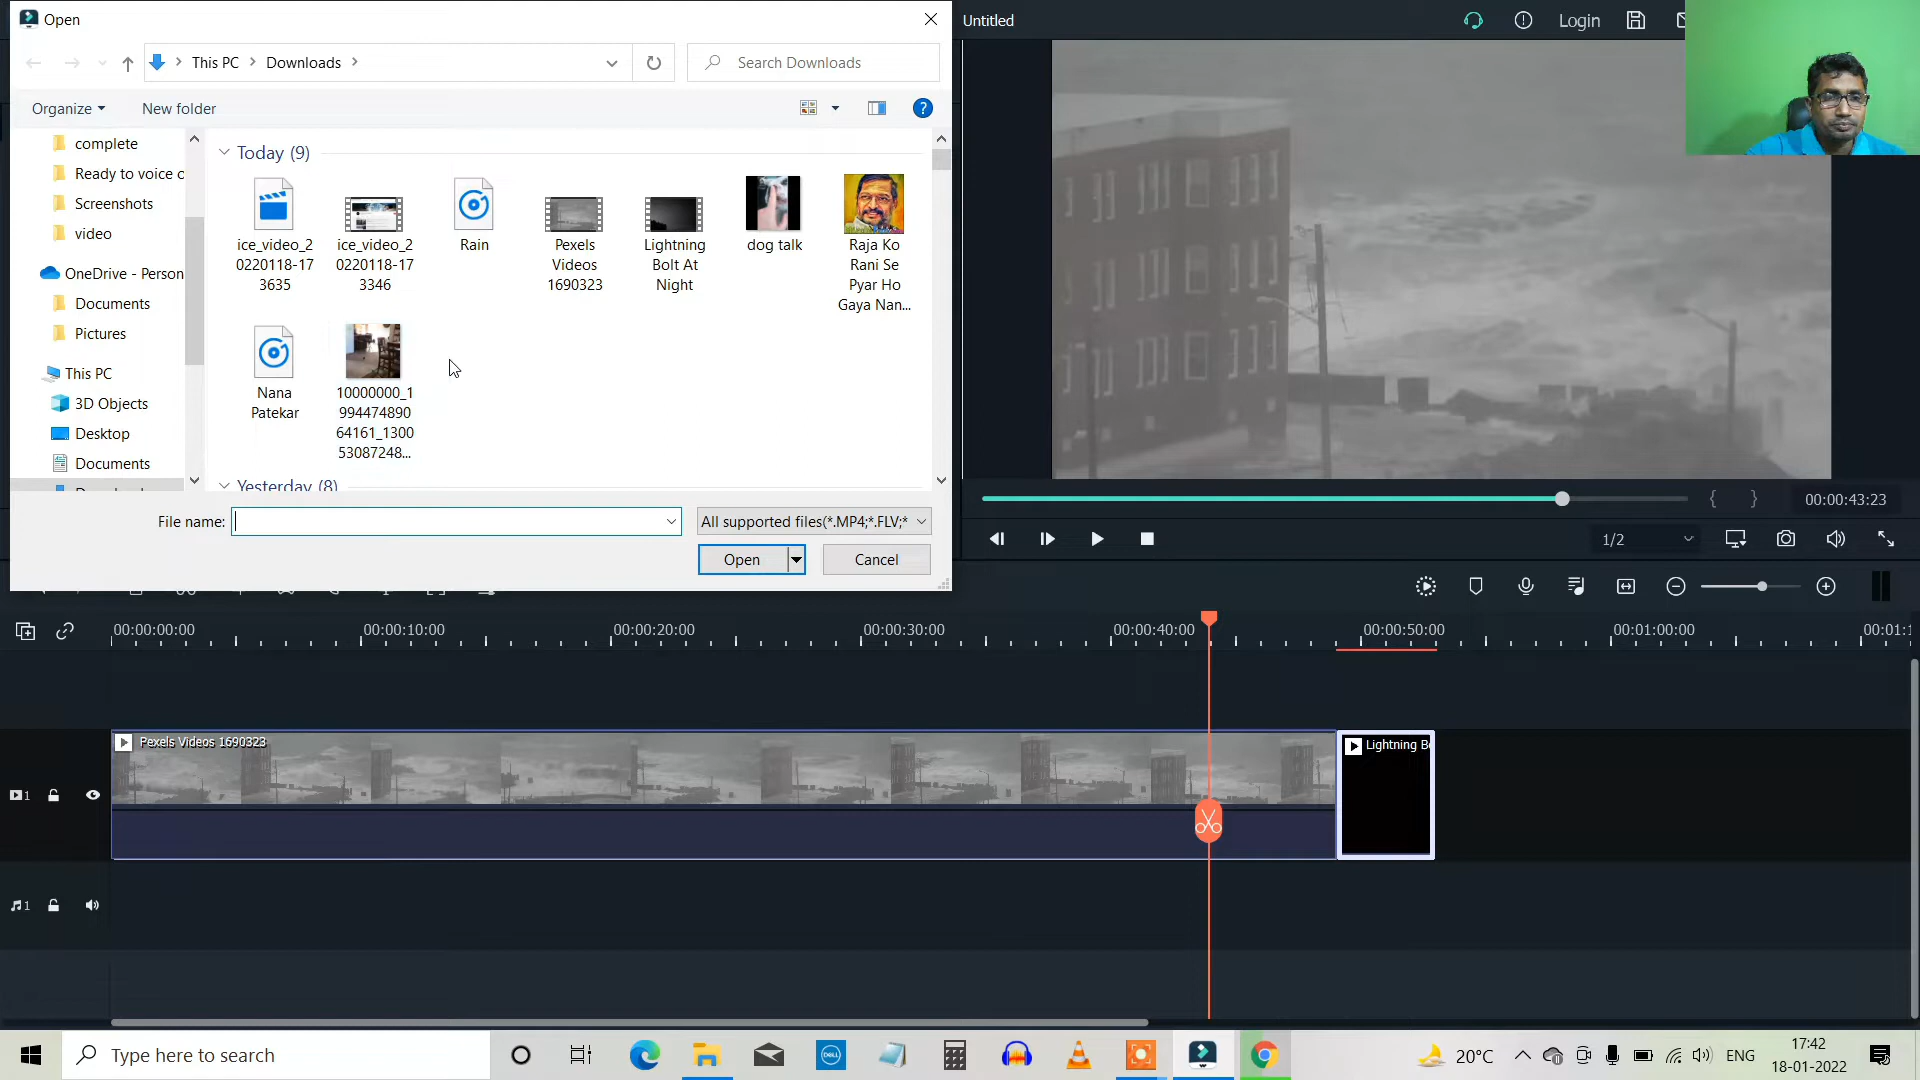 Open
Untitled
Login
This PC
Downloads
Search Downloads
Organize
New folder
complete
Ready to voice o
Screenshots
video
OneDrive - Person
Documents
Pictures
This PC
3D Objects
Desktop
Documents
Today (9)
ice_video_2
0220118-17
3635
ice_video_2
0220118-17
3346
Rain
Pexels
Videos
1690323
Lightning
Bolt At
Night
dog talk
Raja Ko
Rani Se
Pyar Ho
Gaya Nan...
Nana
Patekar
10000000_1
994474890
64161_1300
53087248...
Yesterday (8)
File name:
All supported files(*.MP4;*.FLV;*
Open
Cancel
00:00:43:23
1/2
00:00:00:00
00:00:10:00
00:00:20:00
00:00:30:00
00:00:40:00
00:00:50:00
00:01:00:00
00:01:1
Pexels Videos 1690323
Lightning B
1
1
Type here to search
DELL
20°C
ENG
17:42
18-01-2022